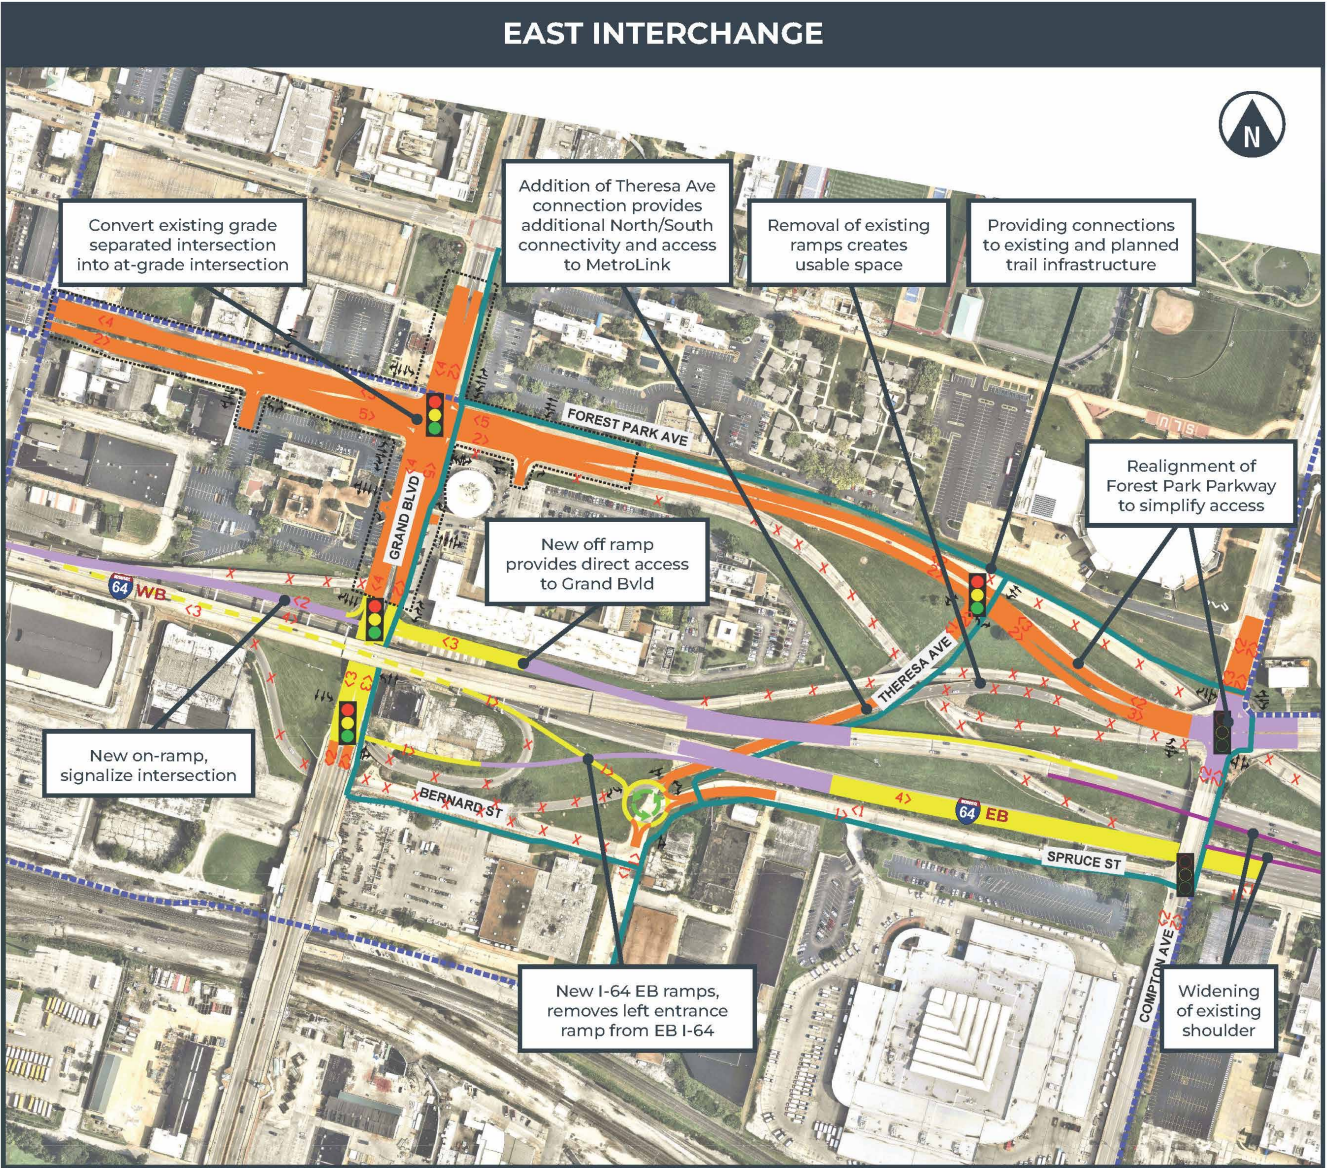 EAST INTERCHANGE
N
Convert existing grade
separated intersection
into at-grade intersection
Addition of Theresa Ave
connection provides
additional North/South
connectivity and access
to MetroLink
Removal of existing
ramps creates
usable space
Providing connections
to existing and planned
trail infrastructure
FOREST PARK AVE
SLU
Realignment of
Forest Park Parkway
to simplify access
GRAND BLVD
New off ramp
provides direct access
to Grand Bvld
64 WB
THERESA AVE
New on-ramp,
signalize intersection
BERNARD ST
64 EB
SPRUCE ST
COMPTON AVE
New I-64 EB ramps,
removes left entrance
ramp from EB I-64
Widening
of existing
shoulder